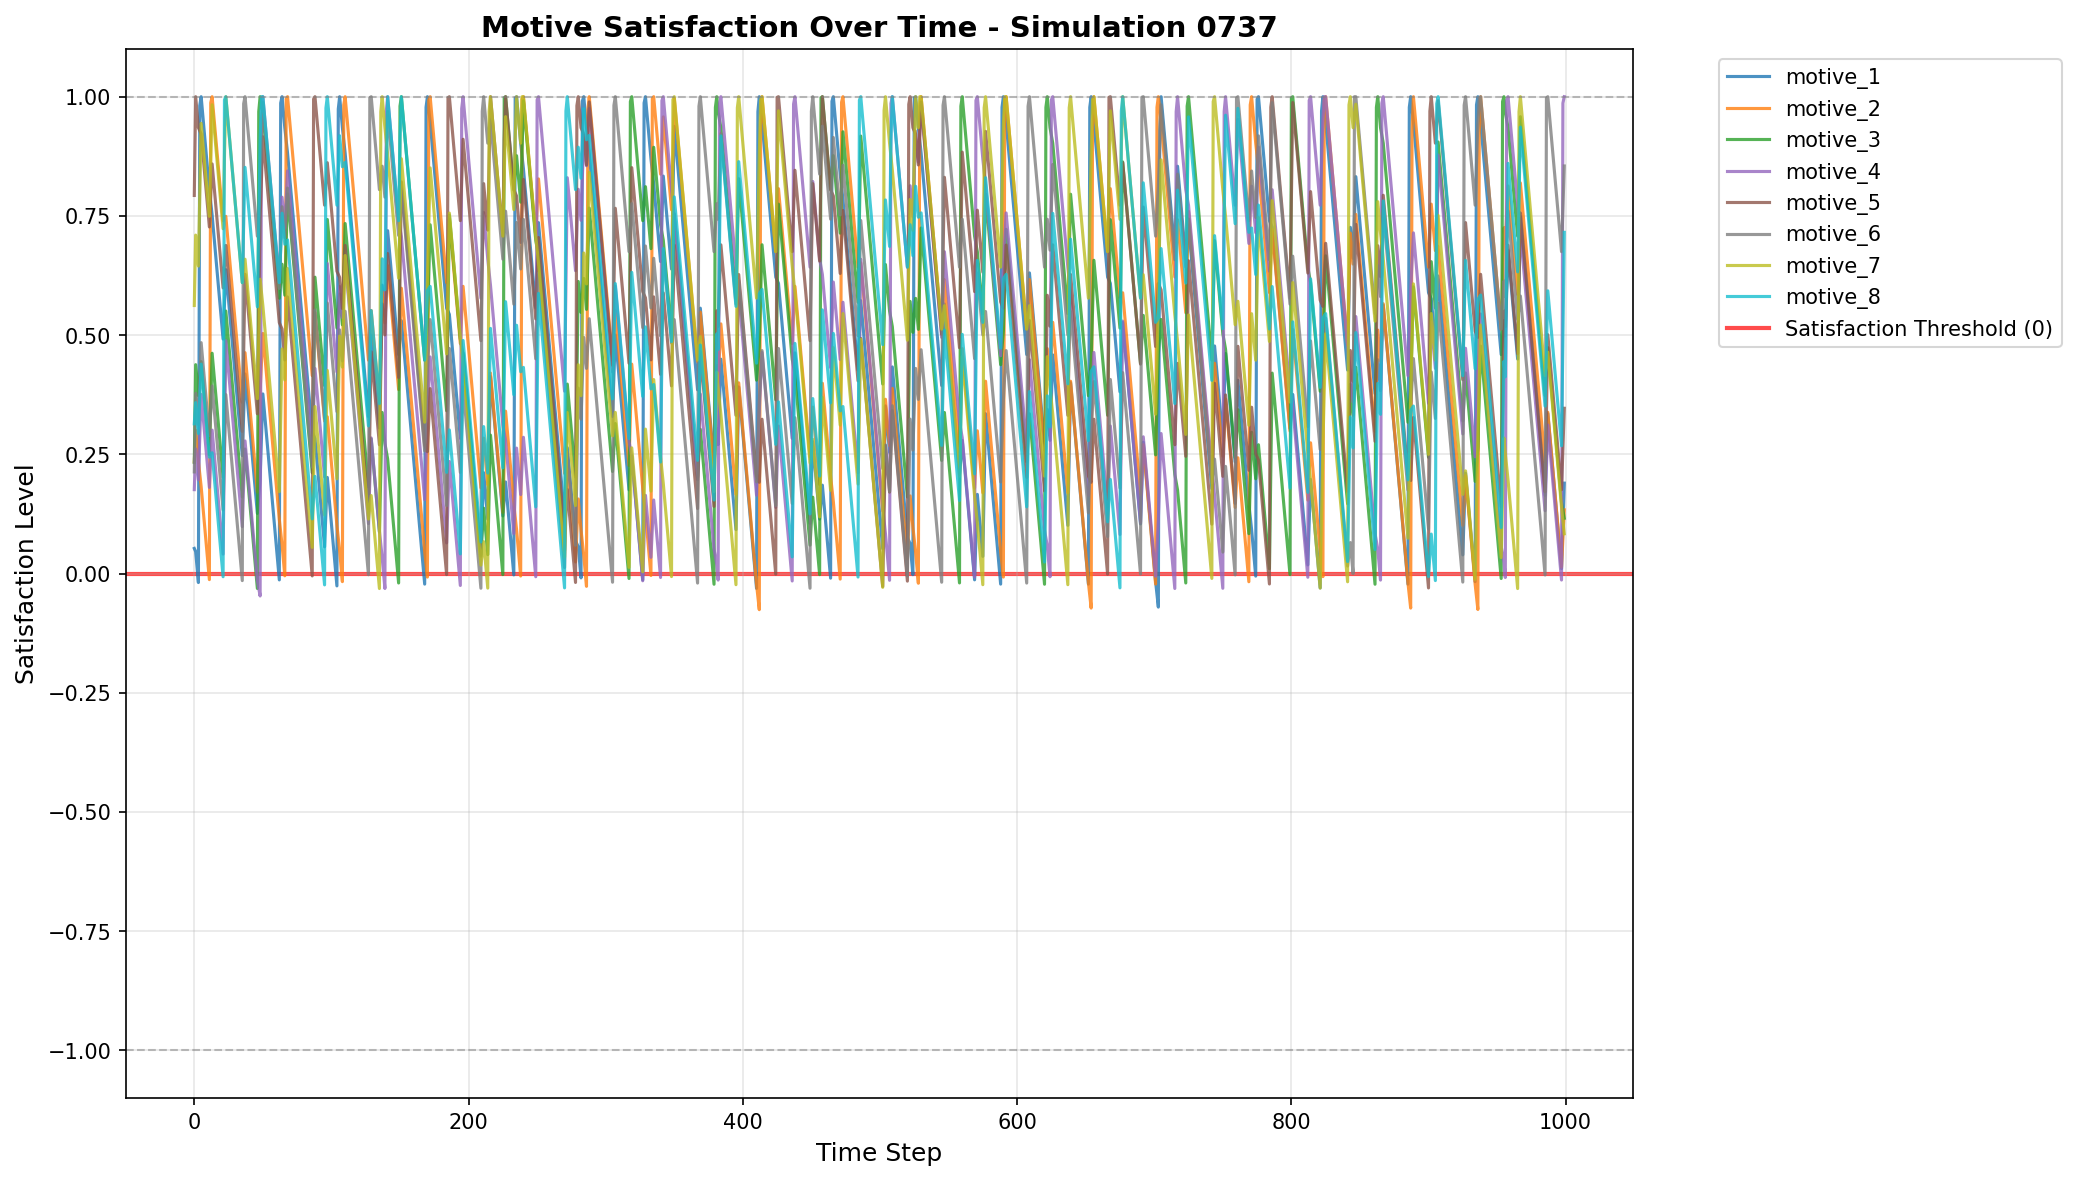 Motive Satisfaction Over Time - Simulation 0737
Satisfaction Level
1.00
0.75
0.50
0.25
0.00
−0.25
−0.50
−0.75
−1.00
0
200
400
600
800
1000
Time Step
motive_1
motive_2
motive_3
motive_4
motive_5
motive_6
motive_7
motive_8
Satisfaction Threshold (0)